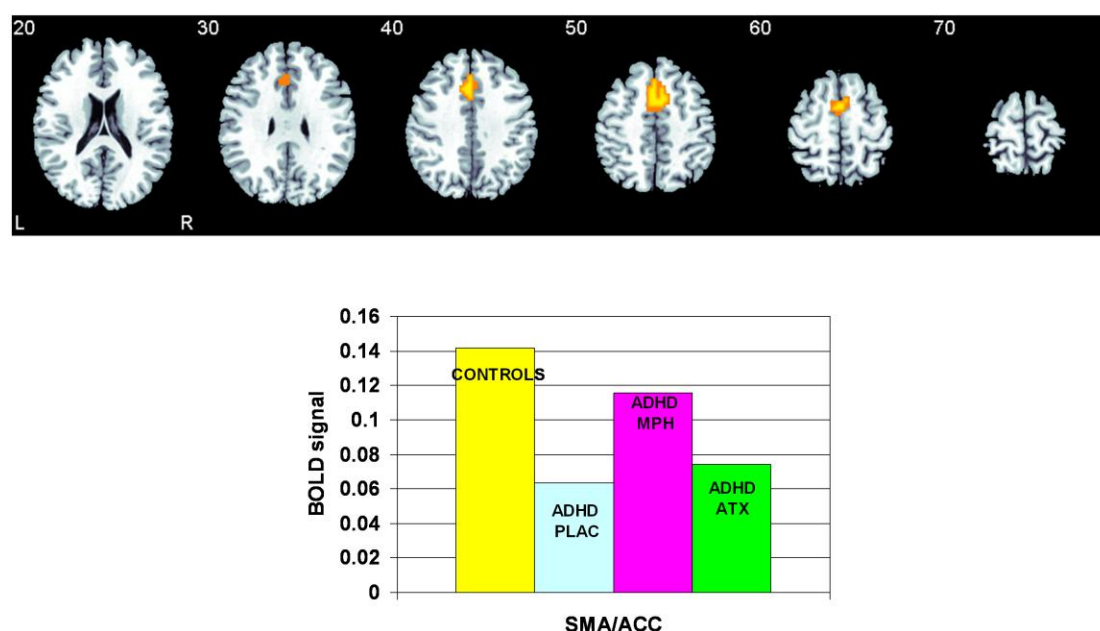 20 30 40 50 60 70
L R
0.16
0.14
0.12
0.1
0.08
0.06
0.04
0.02
0
BOLD signal
CONTROLS
ADHD
PLAC
ADHD
MPH
ADHD
ATX
SMA/ACC